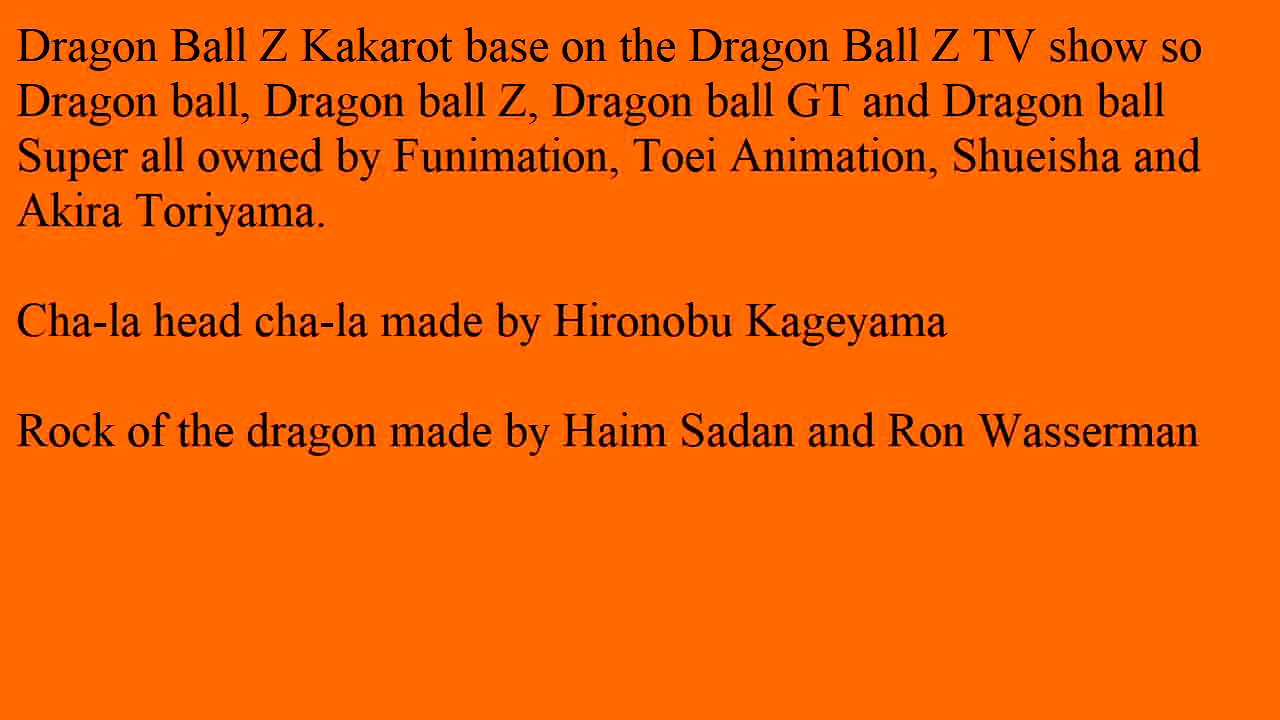 Dragon Ball Z Kakarot base on the Dragon Ball Z TV show so
Dragon ball, Dragon ball Z, Dragon ball GT and Dragon ball
Super all owned by Funimation, Toei Animation, Shueisha and
Akira Toriyama.
Cha-la head cha-la made by Hironobu Kageyama
Rock of the dragon made by Haim Sadan and Ron Wasserman